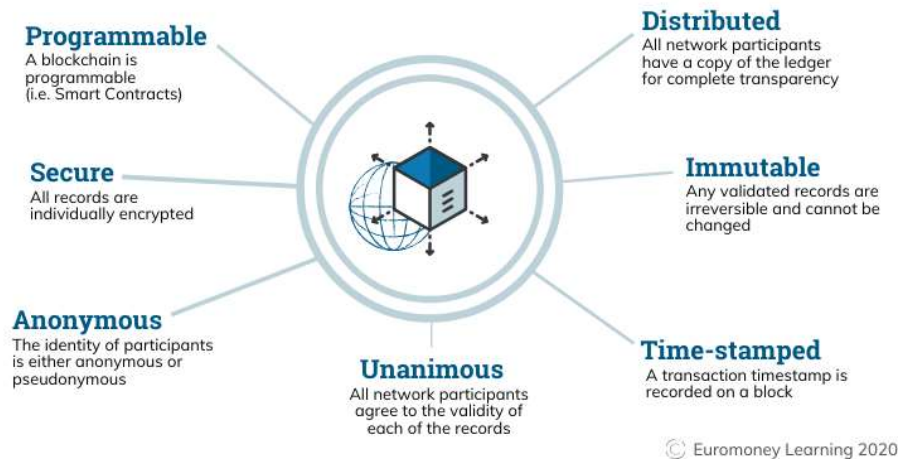 Programmable
A blockchain is
programmable
(i.e. Smart Contracts)
Distributed
All network participants
have a copy of the ledger
for complete transparency
Secure
All records are
individually encrypted
Immutable
Any validated records are
irreversible and cannot be
changed
Anonymous
The identity of participants
is either anonymous or
pseudonymous
Unanimous
All network participants
agree to the validity of
each of the records
Time-stamped
A transaction timestamp is
recorded on a block
© Euromoney Learning 2020